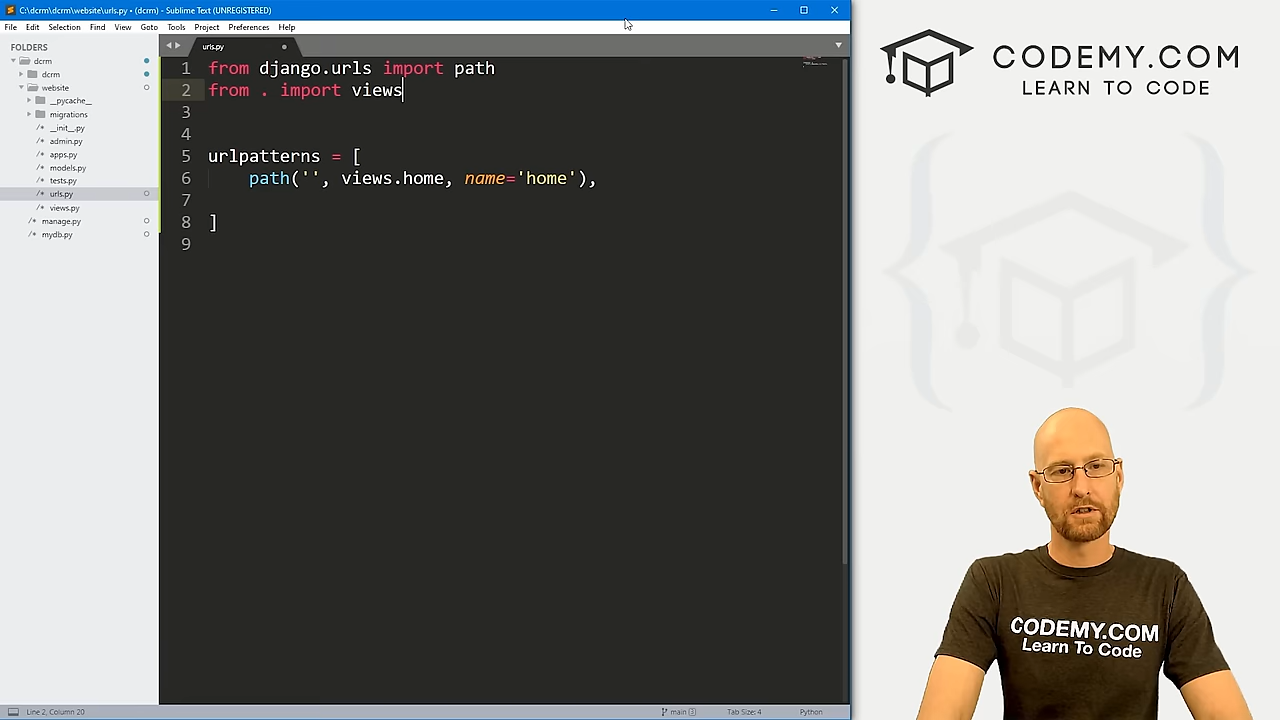 C:\dcrm\dcrm\website\urls.py • (dcrm) - Sublime Text (UNREGISTERED)
File Edit Selection Find View Goto Tools Project Preferences Help
FOLDERS
dcrm
dcrm
website
__pycache__
migrations
__init__.py
admin.py
apps.py
models.py
tests.py
urls.py
views.py
manage.py
mydb.py
urls.py
1 from django.urls import path
2 from . import views
3
4
5 urlpatterns = [
6 path('', views.home, name='home'),
7
8 ]
9
Line 2, Column 20
main 3
Tab Size: 4
Python
CODEMY.COM
LEARN TO CODE
CODEMY.COM
Learn To Code